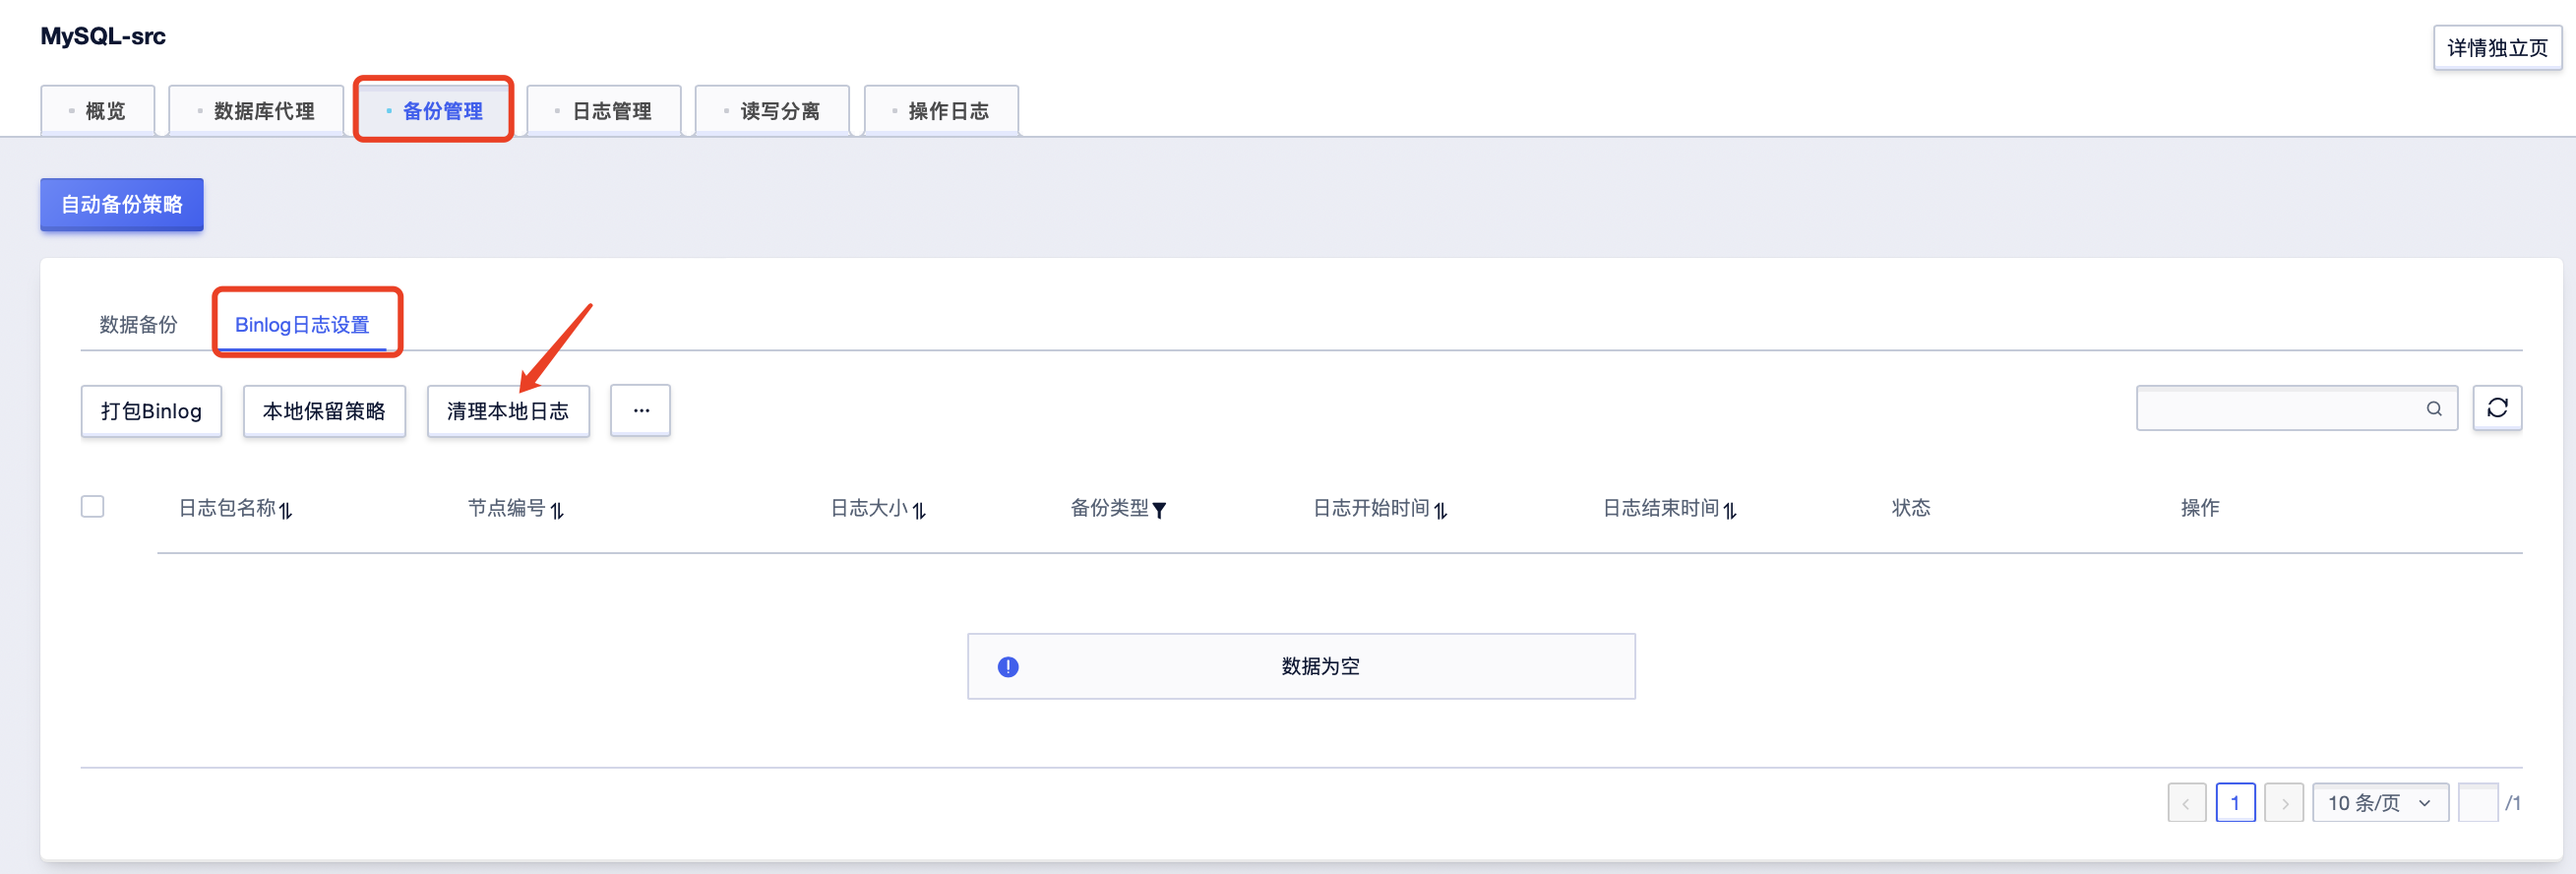 MySQL-src
详情独立页
概览 数据库代理 备份管理 日志管理 读写分离 操作日志
自动备份策略
数据备份 Binlog日志设置
打包Binlog 本地保留策略 清理本地日志 ...
日志包名称 节点编号 日志大小 备份类型 日志开始时间 日志结束时间 状态 操作
数据为空
1 10 条/页 /1